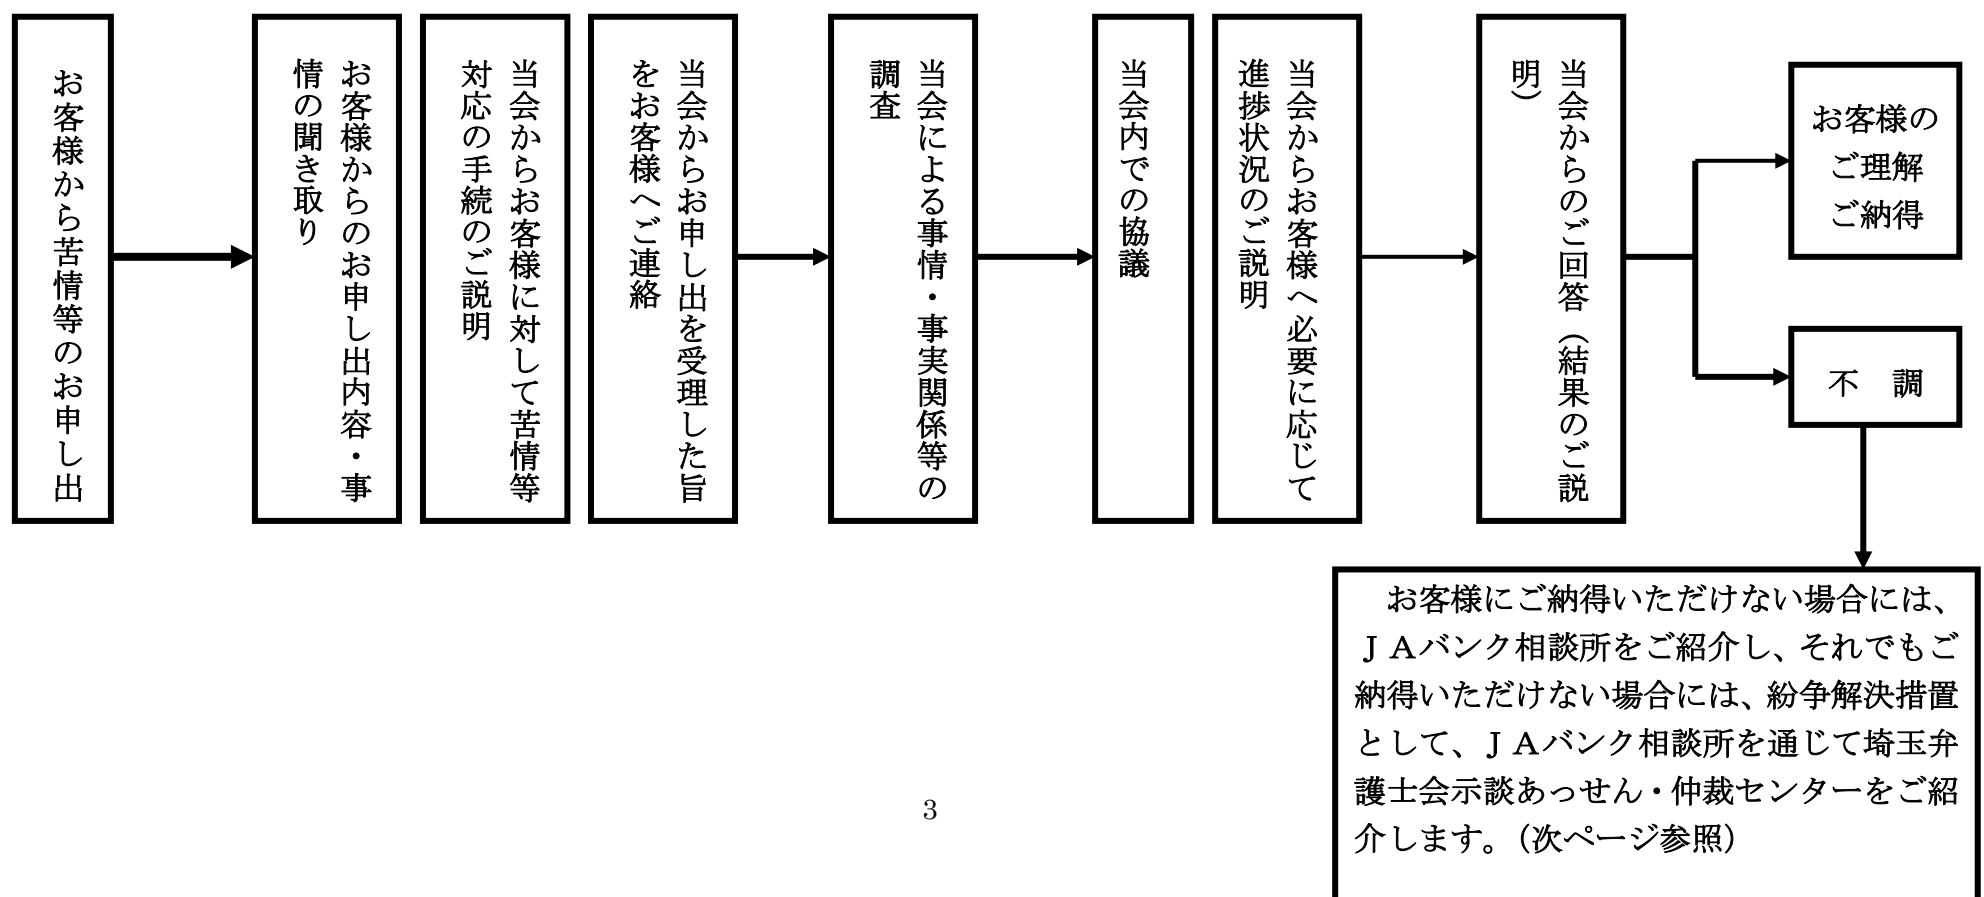 お客様から苦情等のお申し出
お客様からのお申し出内容・事
情の聞き取り
当会からお客様に対して苦情等
対応の手続のご説明
当会からお申し出を受理した旨
をお客様へご連絡
当会による事情・事実関係等の
調査
当会内での協議
当会からお客様へ必要に応じて
進捗状況のご説明
当会からのご回答（結果のご説
明）
お客様の
ご理解
ご納得
不　調
お客様にご納得いただけない場合には、
ＪＡバンク相談所をご紹介し、それでもご
納得いただけない場合には、紛争解決措置
として、ＪＡバンク相談所を通じて埼玉弁
護士会示談あっせん・仲裁センターをご紹
介します。（次ページ参照）
3